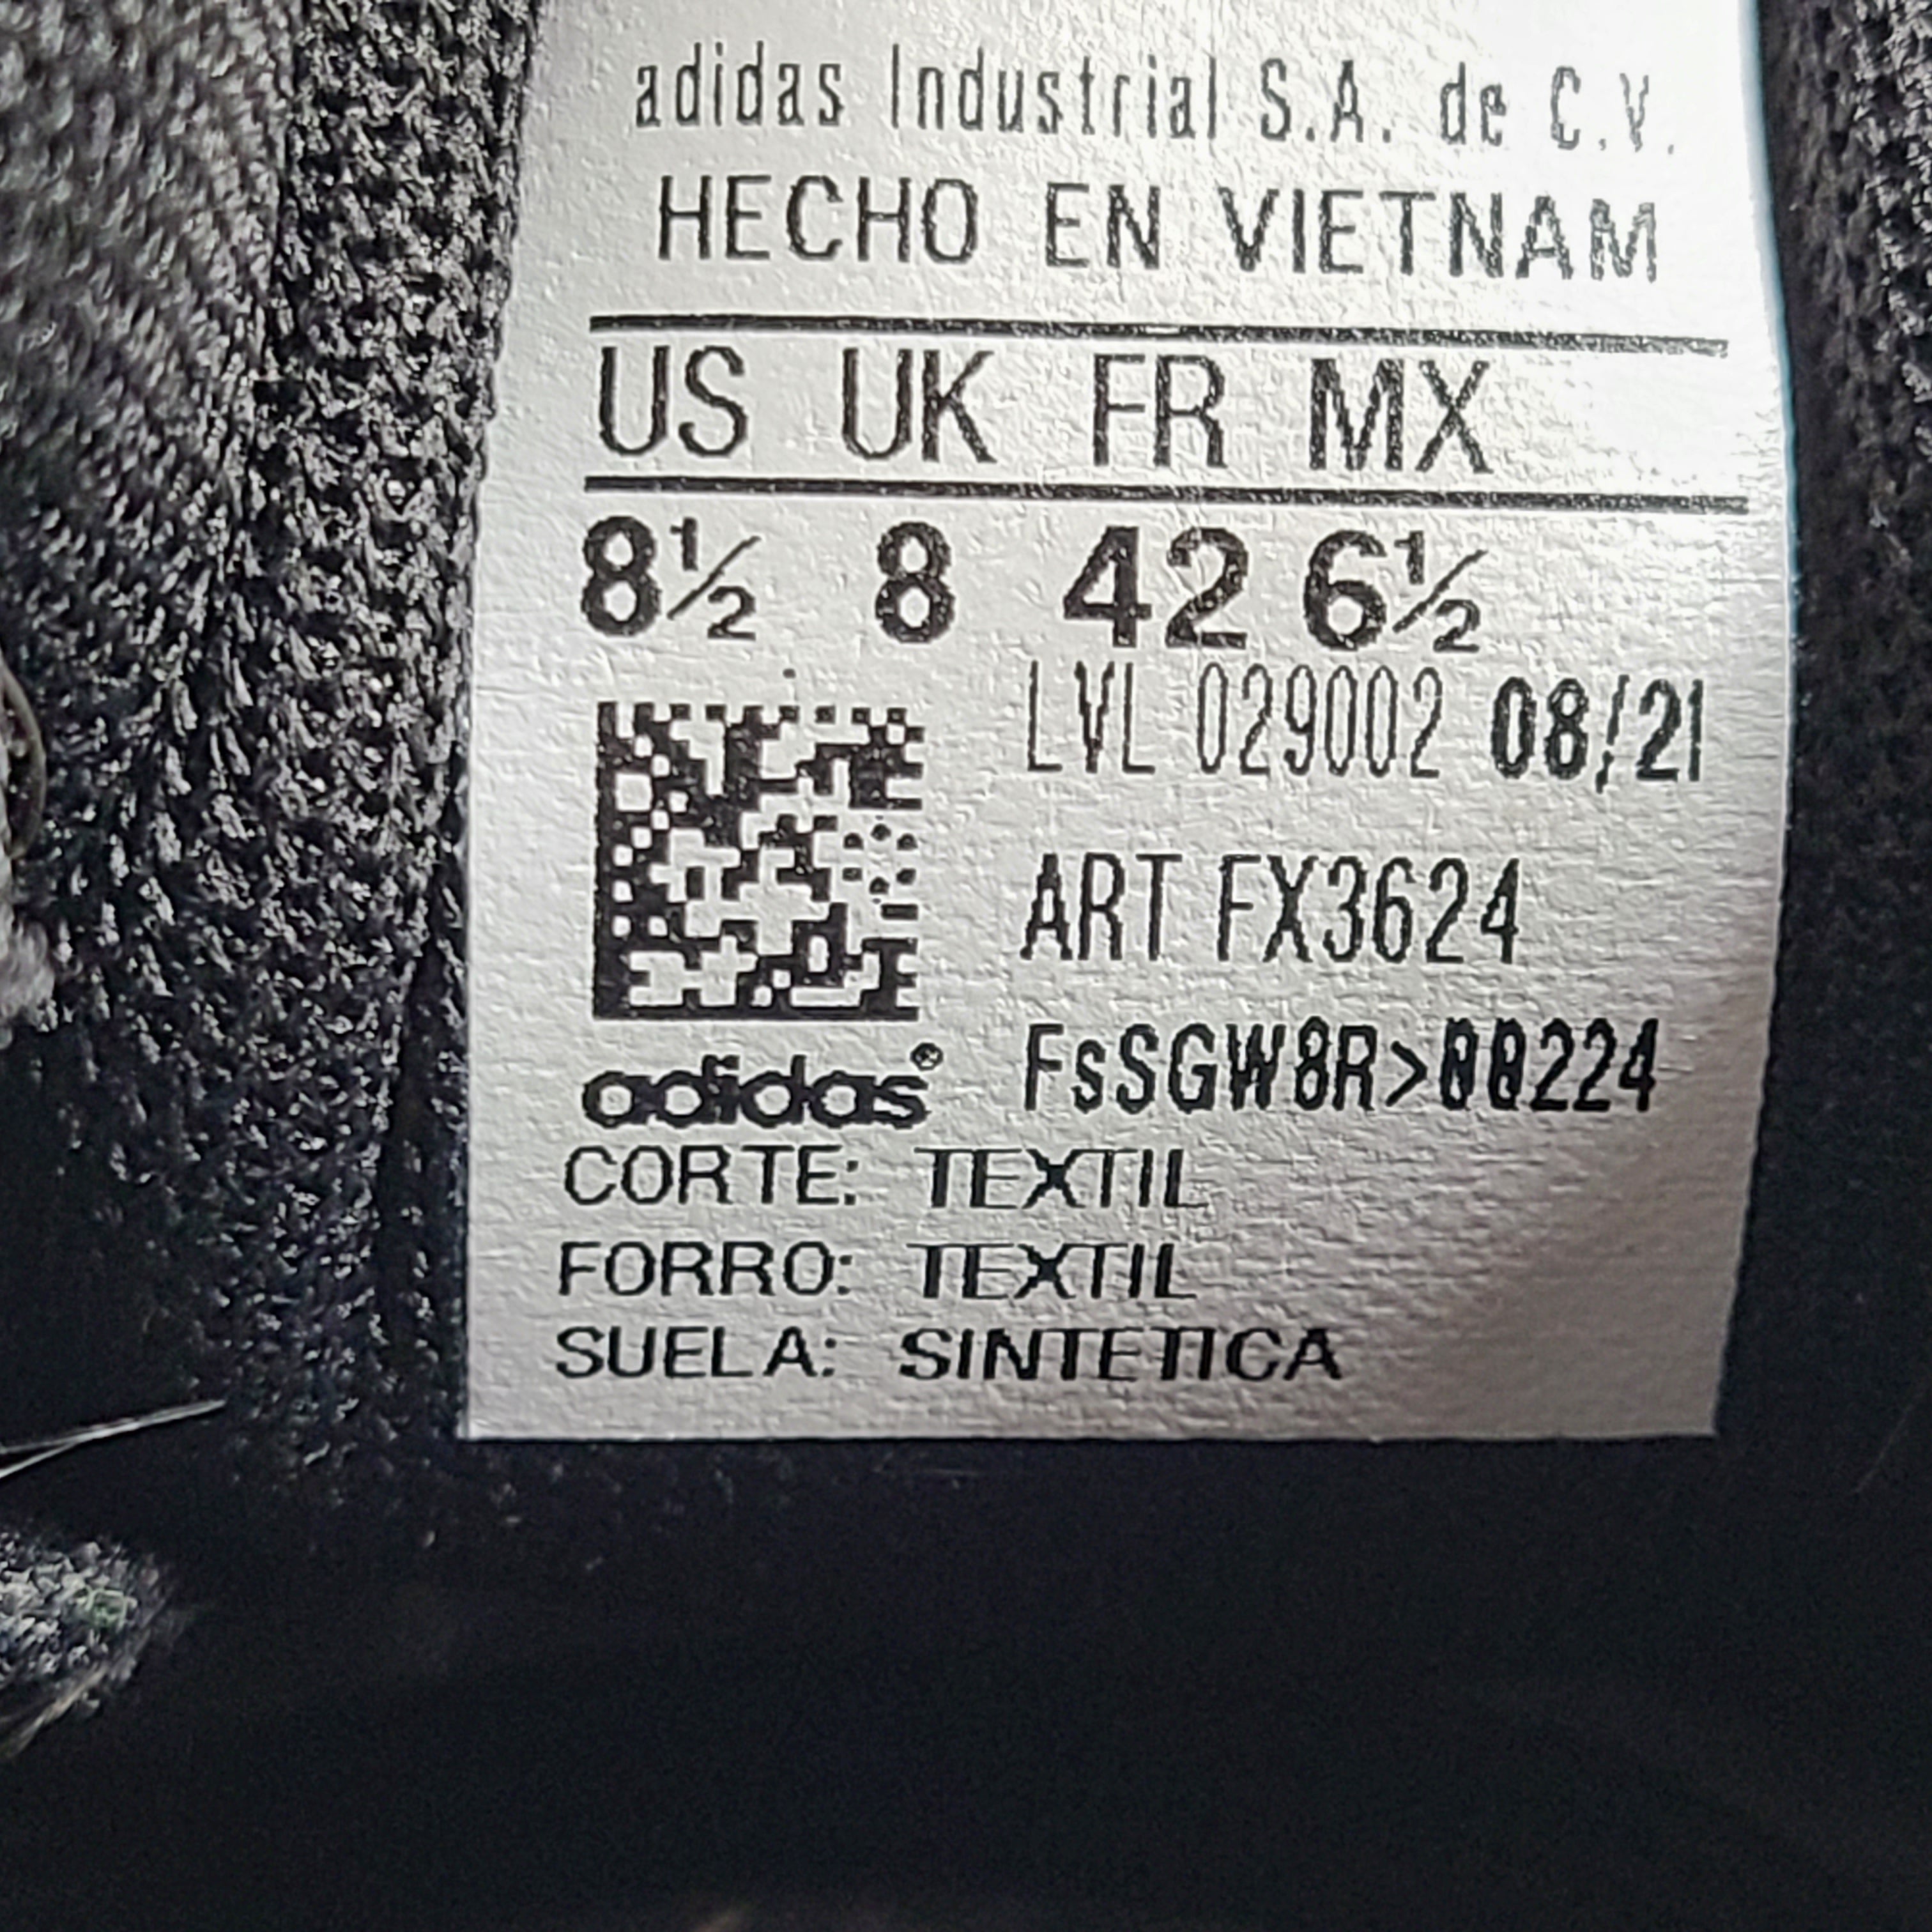 adidas Industrial S.A. de C.V.
HECHO EN VIETNAM
US UK FR MX
8½ 8 42 6½
LVL 029002 08/21
ART FX3624
FsSGW8R>00224
adidas®
CORTE: TEXTIL
FORRO: TEXTIL
SUELA: SINTETICA